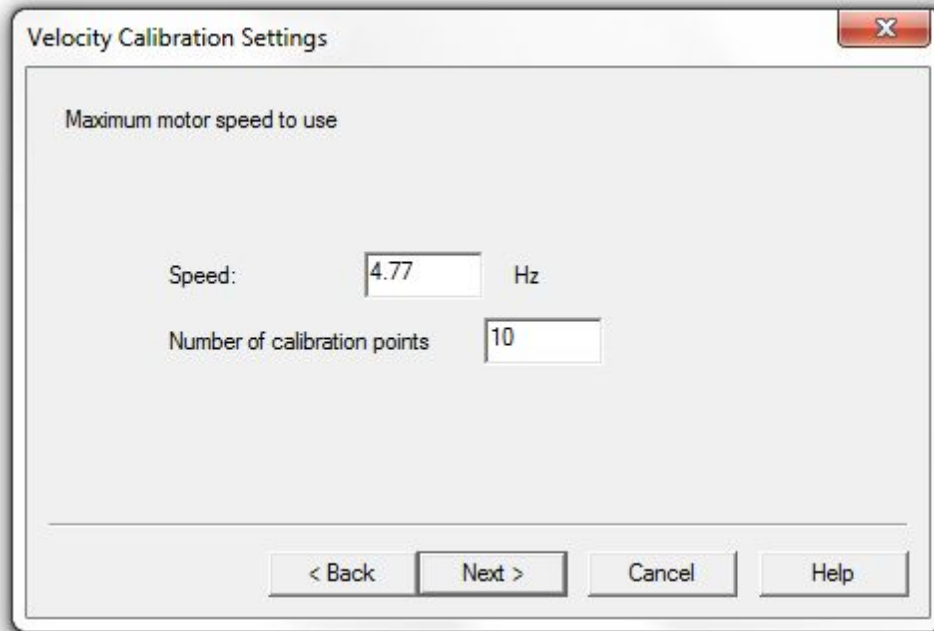 Velocity Calibration Settings
Maximum motor speed to use
Speed: 4.77 Hz
Number of calibration points 10
< Back Next > Cancel Help